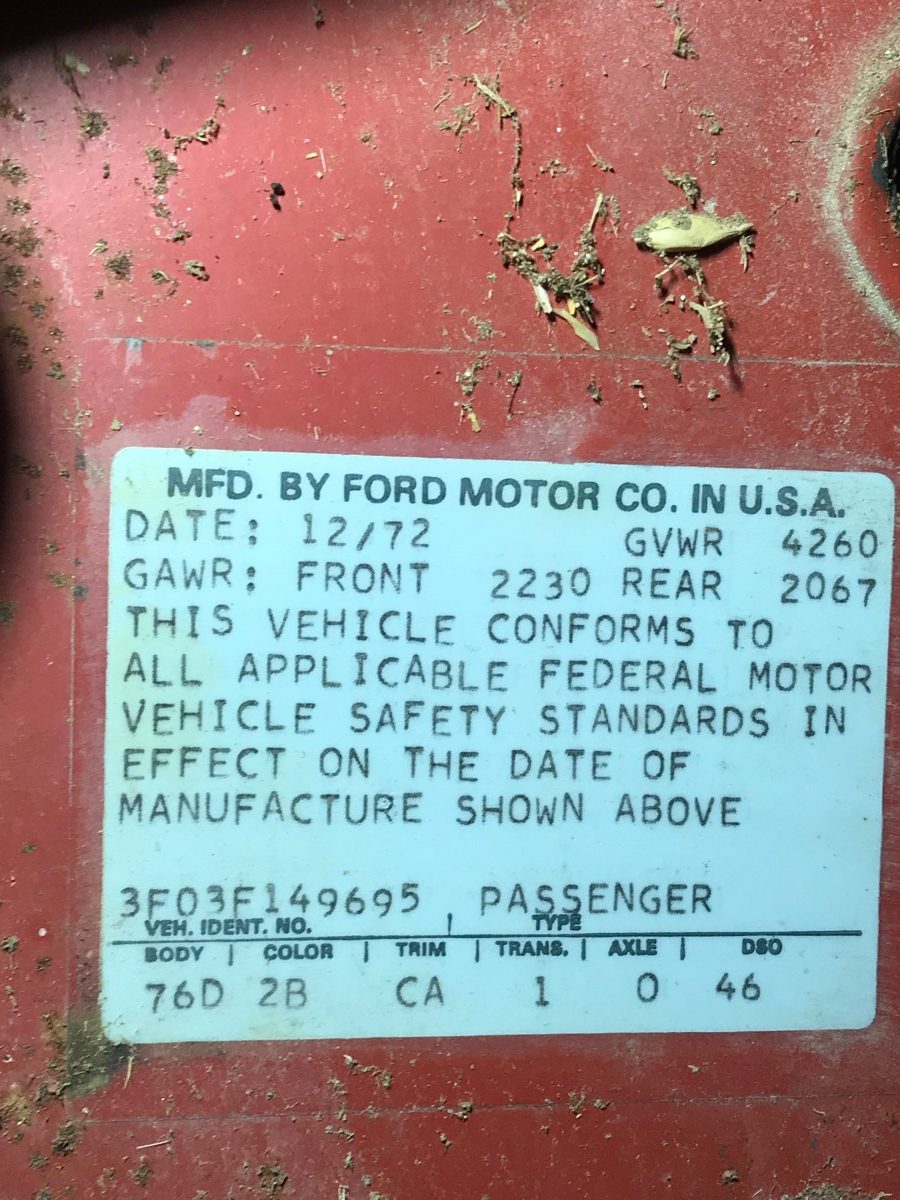 MFD. BY FORD MOTOR CO. IN U.S.A.
DATE: 12/72 GVWR 4260
GAWR: FRONT 2230 REAR 2067
THIS VEHICLE CONFORMS TO
ALL APPLICABLE FEDERAL MOTOR
VEHICLE SAFETY STANDARDS IN
EFFECT ON THE DATE OF
MANUFACTURE SHOWN ABOVE
3F03F149695 PASSENGER
VEH. IDENT. NO. | TYPE
BODY | COLOR | TRIM | TRANS. | AXLE | DSO
76D 2B CA 1 0 46